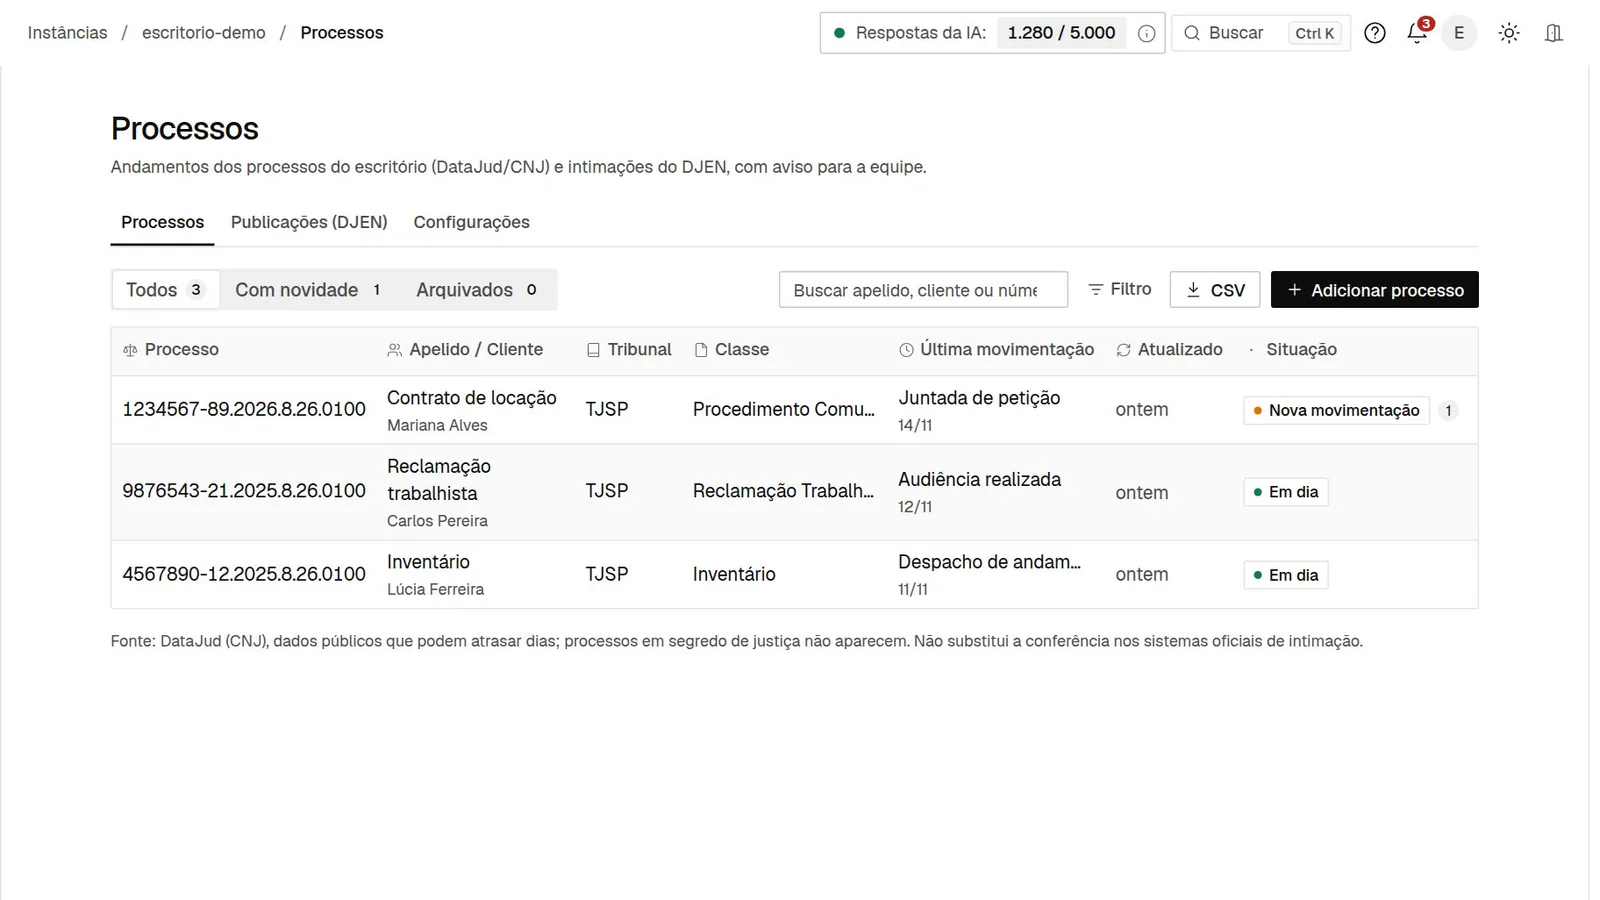 Instâncias / escritorio-demo / Processos
Respostas da IA: 1.280 / 5.000
Buscar Ctrl K
3
E
Processos
Andamentos dos processos do escritório (DataJud/CNJ) e intimações do DJEN, com aviso para a equipe.
Processos Publicações (DJEN) Configurações
Todos 3 Com novidade 1 Arquivados 0
Buscar apelido, cliente ou núme
Filtro
CSV
+ Adicionar processo
Processo Apelido / Cliente Tribunal Classe Última movimentação Atualizado · Situação
1234567-89.2026.8.26.0100
Contrato de locação
Mariana Alves
TJSP
Procedimento Comu...
Juntada de petição
14/11
ontem
Nova movimentação 1
9876543-21.2025.8.26.0100
Reclamação
trabalhista
Carlos Pereira
TJSP
Reclamação Trabalh...
Audiência realizada
12/11
ontem
Em dia
4567890-12.2025.8.26.0100
Inventário
Lúcia Ferreira
TJSP
Inventário
Despacho de andam...
11/11
ontem
Em dia
Fonte: DataJud (CNJ), dados públicos que podem atrasar dias; processos em segredo de justiça não aparecem. Não substitui a conferência nos sistemas oficiais de intimação.